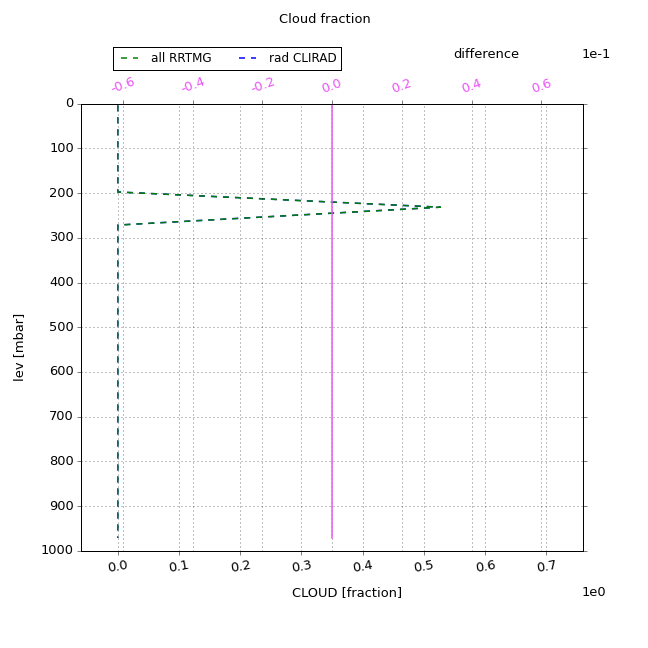 Cloud fraction
all RRTMG rad CLIRAD difference 1e-1
-0.6 -0.4 -0.2 0.0 0.2 0.4 0.6
0
100
200
300
400
500
600
700
800
900
1000
lev [mbar]
0.0 0.1 0.2 0.3 0.4 0.5 0.6 0.7
CLOUD [fraction] 1e0